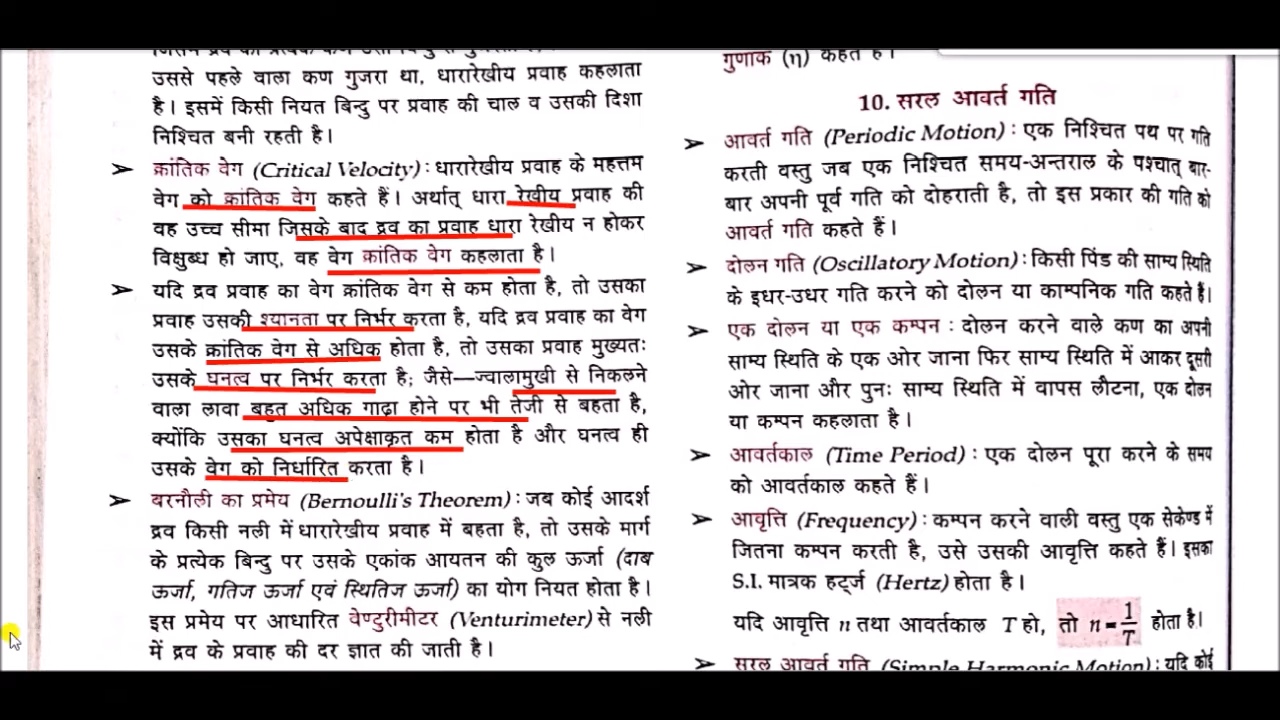 उससे पहले वाला कण गुजरा था, धारारेखीय प्रवाह कहलाता
है। इसमें किसी नियत बिन्दु पर प्रवाह की चाल व उसकी दिशा
निश्चित बनी रहती है।
➤ क्रांतिक वेग (Critical Velocity) : धारारेखीय प्रवाह के महत्तम
वेग को क्रांतिक वेग कहते हैं। अर्थात् धारा रेखीय प्रवाह की
वह उच्च सीमा जिसके बाद द्रव का प्रवाह धारा रेखीय न होकर
विक्षुब्ध हो जाए, वह वेग क्रांतिक वेग कहलाता है।
➤ यदि द्रव प्रवाह का वेग क्रांतिक वेग से कम होता है, तो उसका
प्रवाह उसकी श्यानता पर निर्भर करता है, यदि द्रव प्रवाह का वेग
उसके क्रांतिक वेग से अधिक होता है, तो उसका प्रवाह मुख्यतः
उसके घनत्व पर निर्भर करता है; जैसे—ज्वालामुखी से निकलने
वाला लावा बहुत अधिक गाढ़ा होने पर भी तेजी से बहता है,
क्योंकि उसका घनत्व अपेक्षाकृत कम होता है और घनत्व ही
उसके वेग को निर्धारित करता है।
➤ बरनौली का प्रमेय (Bernoulli's Theorem) : जब कोई आदर्श
द्रव किसी नली में धारारेखीय प्रवाह में बहता है, तो उसके मार्ग
के प्रत्येक बिन्दु पर उसके एकांक आयतन की कुल ऊर्जा (दाब
ऊर्जा, गतिज ऊर्जा एवं स्थितिज ऊर्जा) का योग नियत होता है।
इस प्रमेय पर आधारित वेण्टुरीमीटर (Venturimeter) से नली
में द्रव के प्रवाह की दर ज्ञात की जाती है।
गुणांक (η) कहते हैं।
10. सरल आवर्त गति
➤ आवर्त गति (Periodic Motion) : एक निश्चित पथ पर गति
करती वस्तु जब एक निश्चित समय-अन्तराल के पश्चात् बार-
बार अपनी पूर्व गति को दोहराती है, तो इस प्रकार की गति को
आवर्त गति कहते हैं।
➤ दोलन गति (Oscillatory Motion) : किसी पिंड की साम्य स्थिति
के इधर-उधर गति करने को दोलन या काम्पनिक गति कहते हैं।
➤ एक दोलन या एक कम्पन : दोलन करने वाले कण का अपनी
साम्य स्थिति के एक ओर जाना फिर साम्य स्थिति में आकर दूसरी
ओर जाना और पुनः साम्य स्थिति में वापस लौटना, एक दोलन
या कम्पन कहलाता है।
➤ आवर्तकाल (Time Period) : एक दोलन पूरा करने के समय
को आवर्तकाल कहते हैं।
➤ आवृत्ति (Frequency) : कम्पन करने वाली वस्तु एक सेकेण्ड में
जितना कम्पन करती है, उसे उसकी आवृत्ति कहते हैं। इसका
S.I. मात्रक हर्ट्ज (Hertz) होता है।
यदि आवृत्ति n तथा आवर्तकाल T हो, तो n = 1/T होता है।
➤ सरल आवर्त गति (Simple Harmonic Motion) : यदि कोई